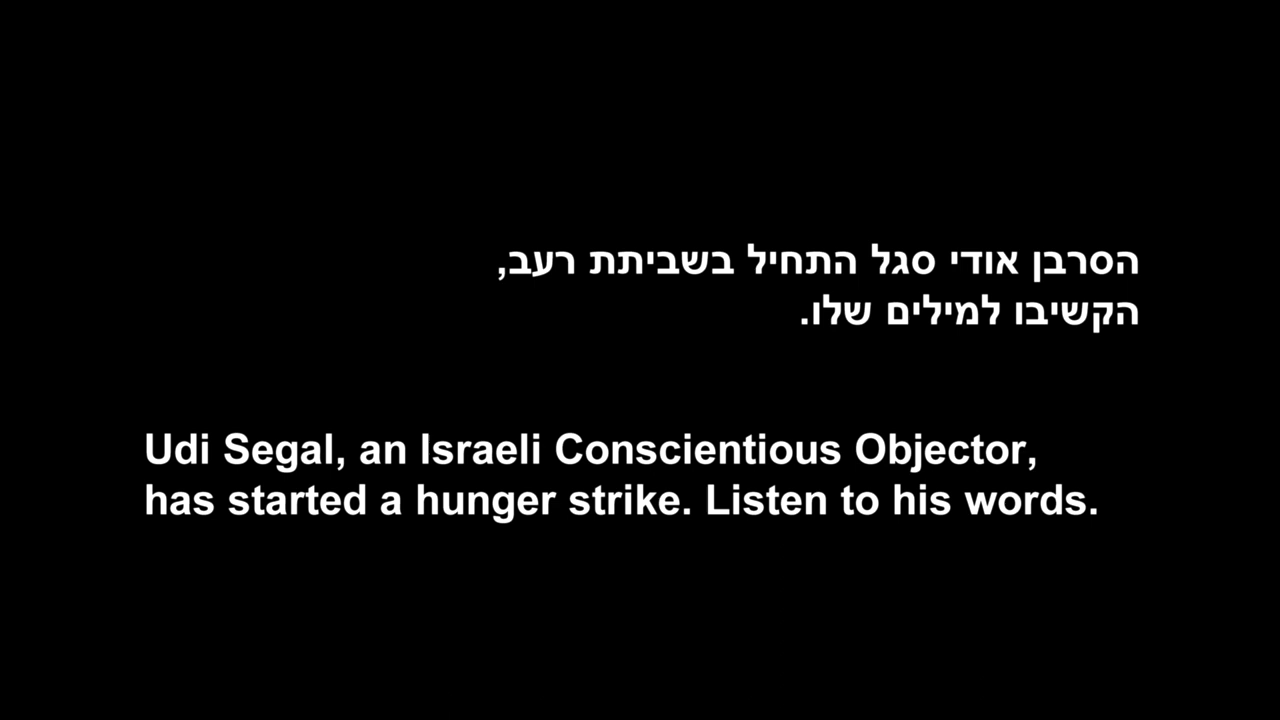 הסרבן אודי סגל התחיל בשביתת רעב,
הקשיבו למילים שלו.
Udi Segal, an Israeli Conscientious Objector,
has started a hunger strike. Listen to his words.